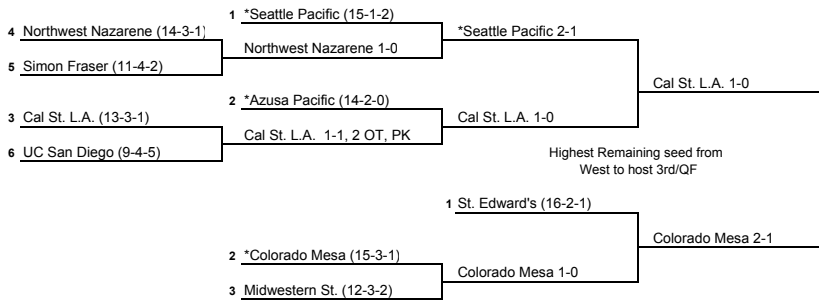 1 *Seattle Pacific (15-1-2)
4 Northwest Nazarene (14-3-1)
*Seattle Pacific 2-1
Northwest Nazarene 1-0
5 Simon Fraser (11-4-2)
Cal St. L.A. 1-0
2 *Azusa Pacific (14-2-0)
3 Cal St. L.A. (13-3-1)
Cal St. L.A. 1-0
Cal St. L.A. 1-1, 2 OT, PK
6 UC San Diego (9-4-5)
Highest Remaining seed from
West to host 3rd/QF
1 St. Edward's (16-2-1)
Colorado Mesa 2-1
2 *Colorado Mesa (15-3-1)
Colorado Mesa 1-0
3 Midwestern St. (12-3-2)